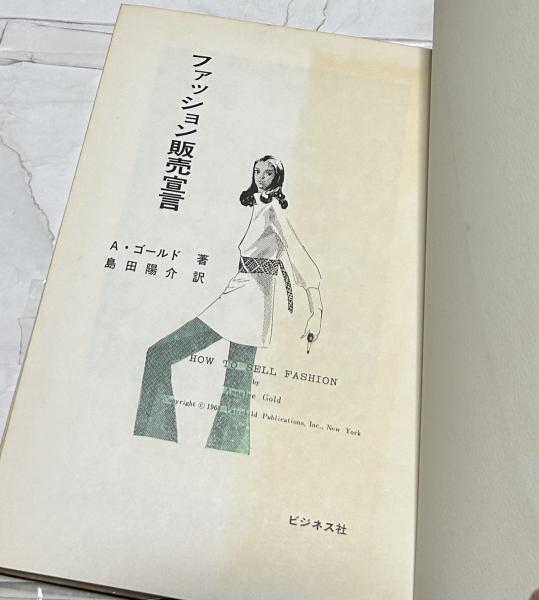 ファッション販売宣言
A・ゴールド 著
島田陽介 訳
HOW TO SELL FASHION
by
Gold
Copyright © Publications, Inc., New York
ビジネス社